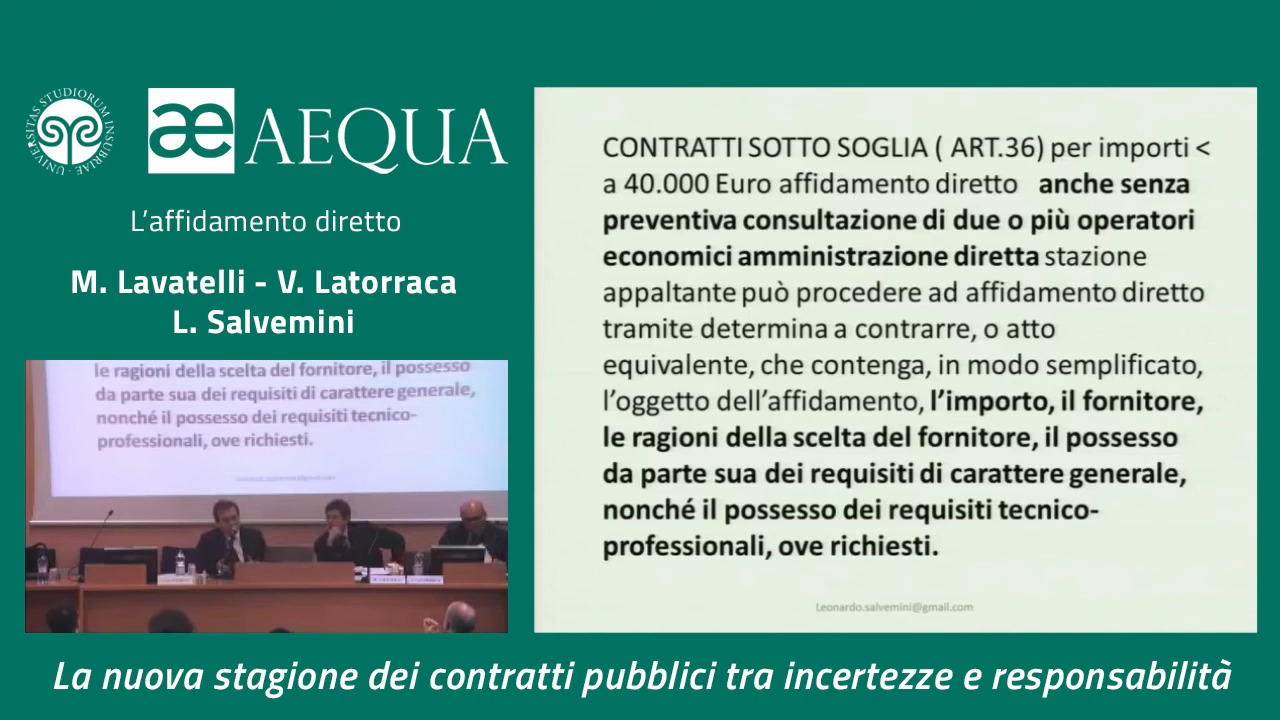 UNIVERSITAS STUDIORUM INSUBRIAE
æ AEQUA
L'affidamento diretto
M. Lavatelli - V. Latorraca
L. Salvemini
le ragioni della scelta del fornitore, il possesso
da parte sua dei requisiti di carattere generale,
nonché il possesso dei requisiti tecnico-
professionali, ove richiesti.
CONTRATTI SOTTO SOGLIA ( ART.36) per importi <
a 40.000 Euro affidamento diretto anche senza
preventiva consultazione di due o più operatori
economici amministrazione diretta stazione
appaltante può procedere ad affidamento diretto
tramite determina a contrarre, o atto
equivalente, che contenga, in modo semplificato,
l'oggetto dell'affidamento, l'importo, il fornitore,
le ragioni della scelta del fornitore, il possesso
da parte sua dei requisiti di carattere generale,
nonché il possesso dei requisiti tecnico-
professionali, ove richiesti.
Leonardo.salvemini@gmail.com
La nuova stagione dei contratti pubblici tra incertezze e responsabilità